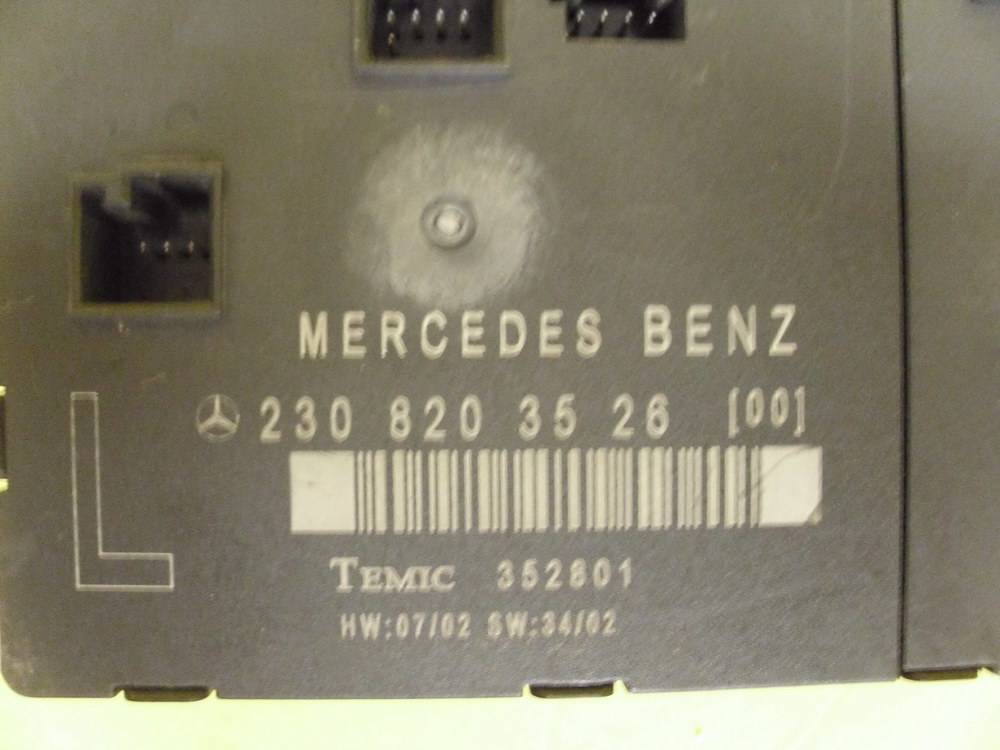 MERCEDES BENZ
L
230 820 35 26 [00]
TEMIC 352801
HW:07/02 SW:34/02